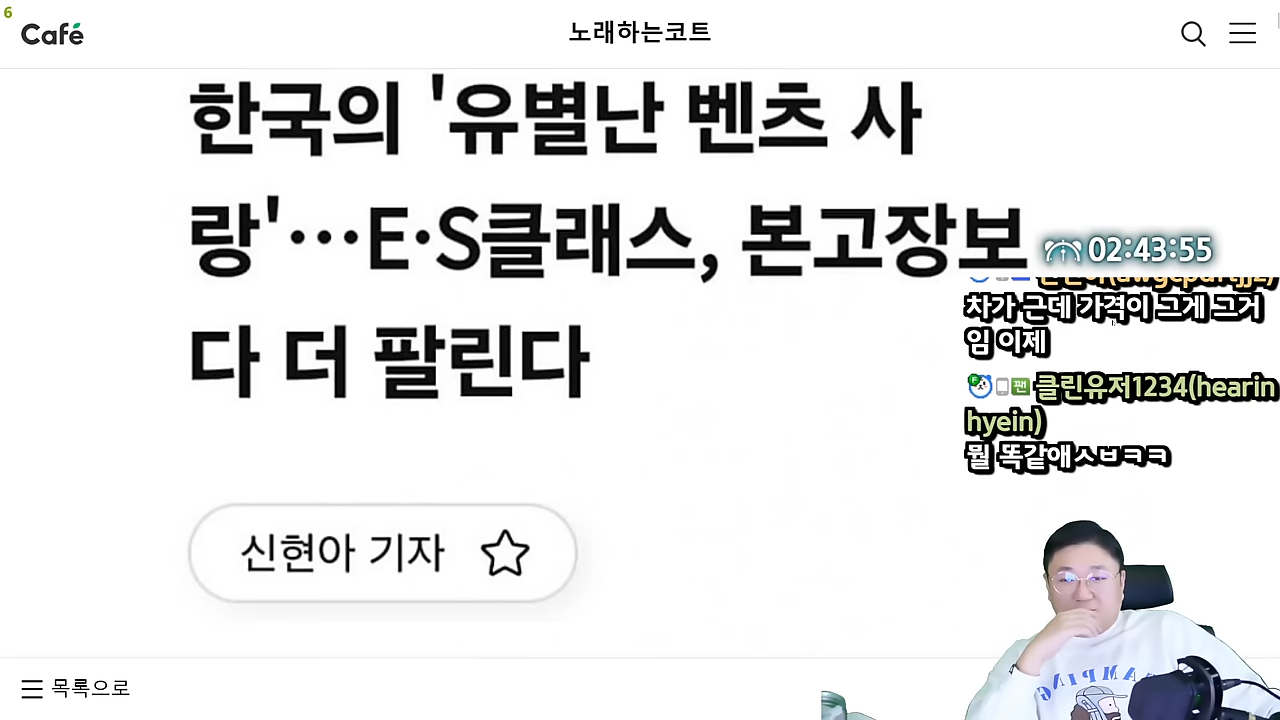 6
Café
노래하는코트
한국의 '유별난 벤츠 사
랑'…E·S클래스, 본고장보
다 더 팔린다
신현아 기자
목록으로
02:43:55
차가 근데 가격이 그게 그거
임 이제
팬 클린유저1234(hearin
hyein)
뭘 똑같애ㅅㅂㅋㅋ
CAMPING